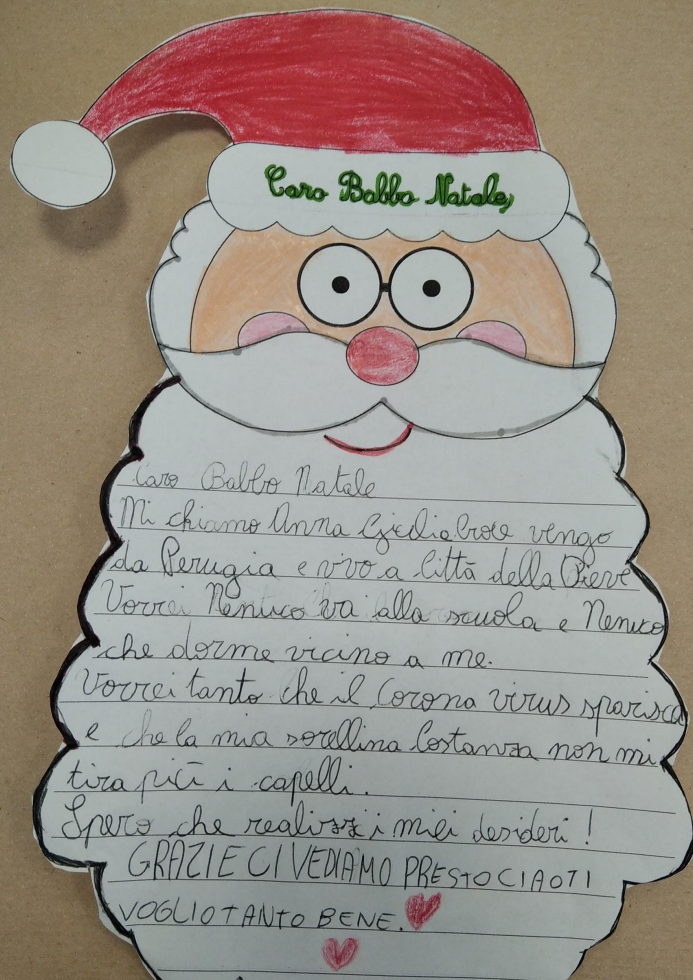 Caro Babbo Natale,
Caro Babbo Natale
Mi chiamo Anna Giulia vengo
da Perugia e vivo a Città della Pieve
Vorrei Nenuco va alla scuola e Nenuco
che dorme vicino a me.
Vorrei tanto che il Corona virus sparisca
e che la mia sorellina Costanza non mi
tira più i capelli.
Spero che realizzi i miei desideri!
GRAZIE CI VEDIAMO PRESTO CIAO TI
VOGLIO TANTO BENE.